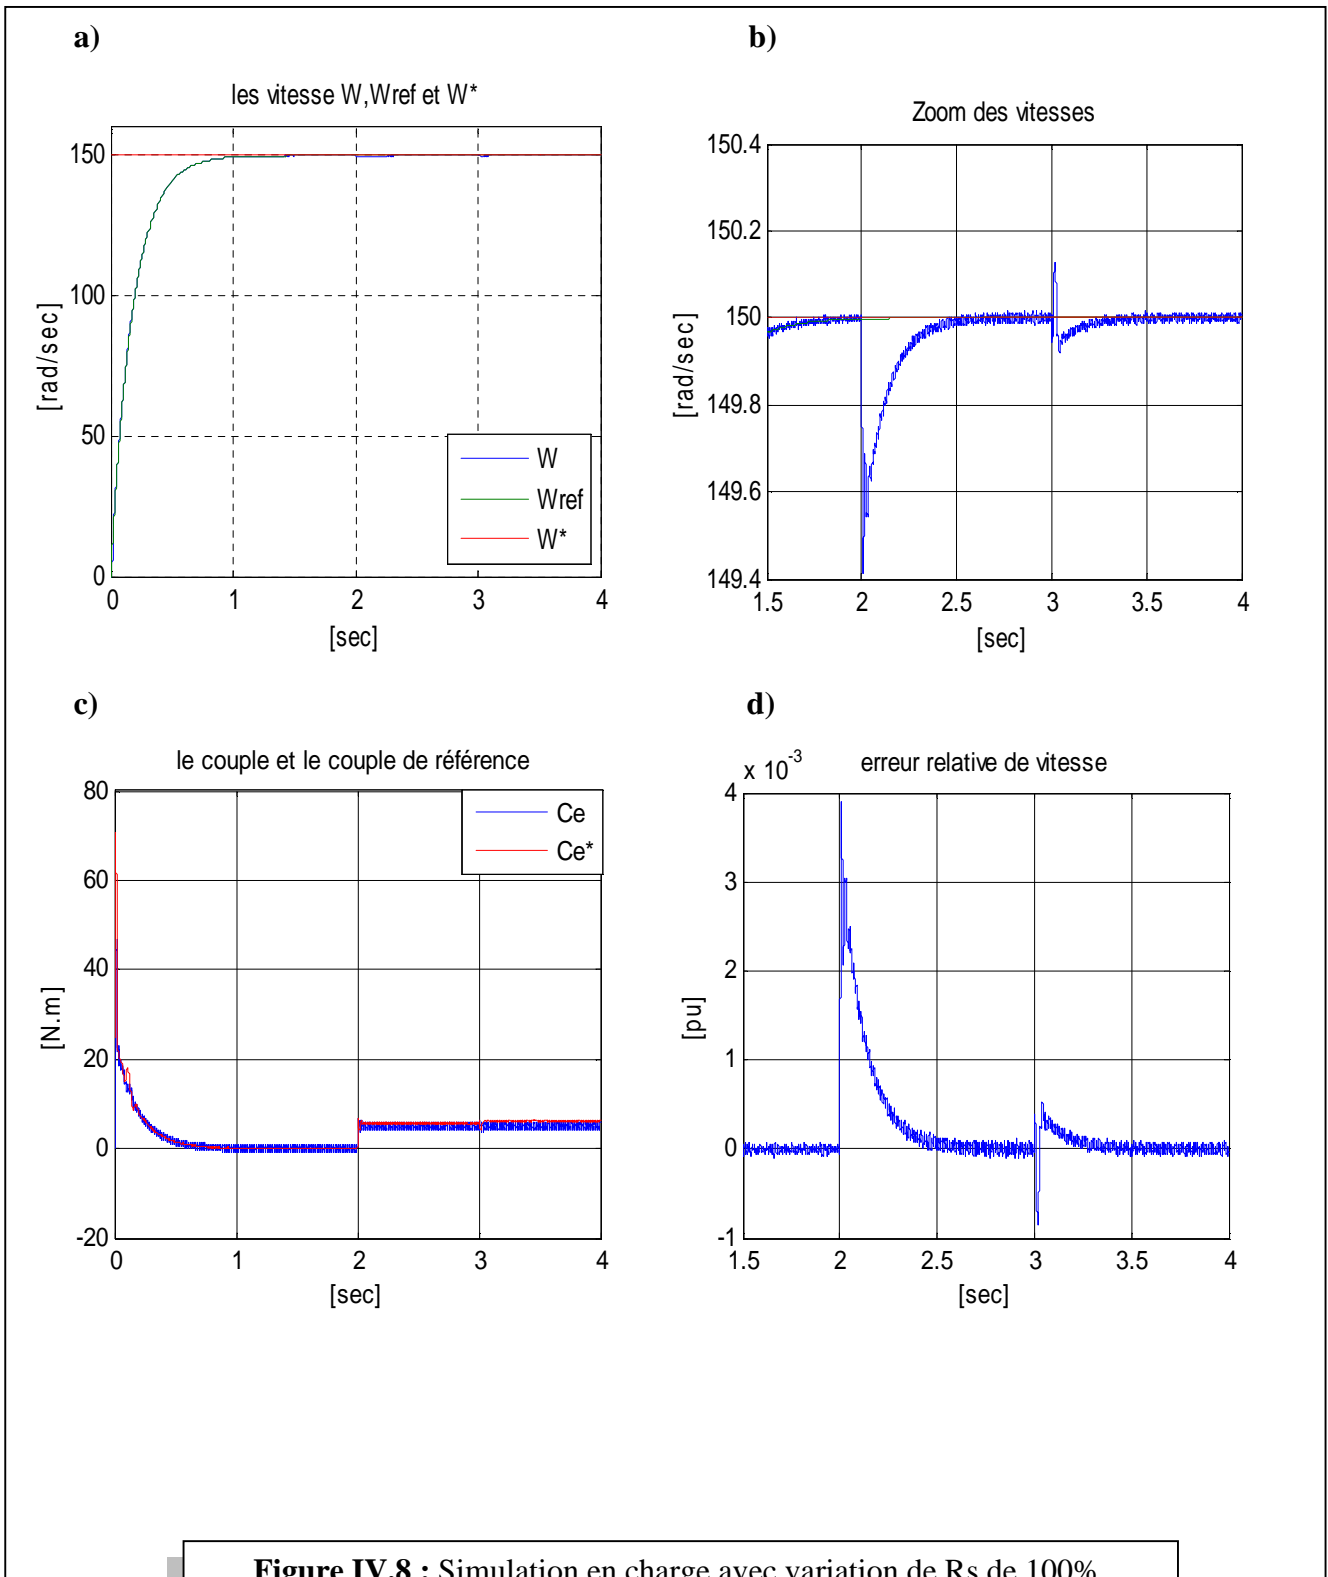 a)
les vitesse W,Wref et W*
150
100
50
0
[rad/sec]
W
Wref
W*
0 1 2 3 4
[sec]
b)
Zoom des vitesses
150.4
150.2
150
149.8
149.6
149.4
[rad/sec]
1.5 2 2.5 3 3.5 4
[sec]
c)
le couple et le couple de référence
80
60
40
20
0
-20
[N.m]
Ce
Ce*
0 1 2 3 4
[sec]
d)
x 10-3
erreur relative de vitesse
4
3
2
1
0
-1
[pu]
1.5 2 2.5 3 3.5 4
[sec]
Figure IV.8 : Simulation en charge avec variation de Rs de 100%